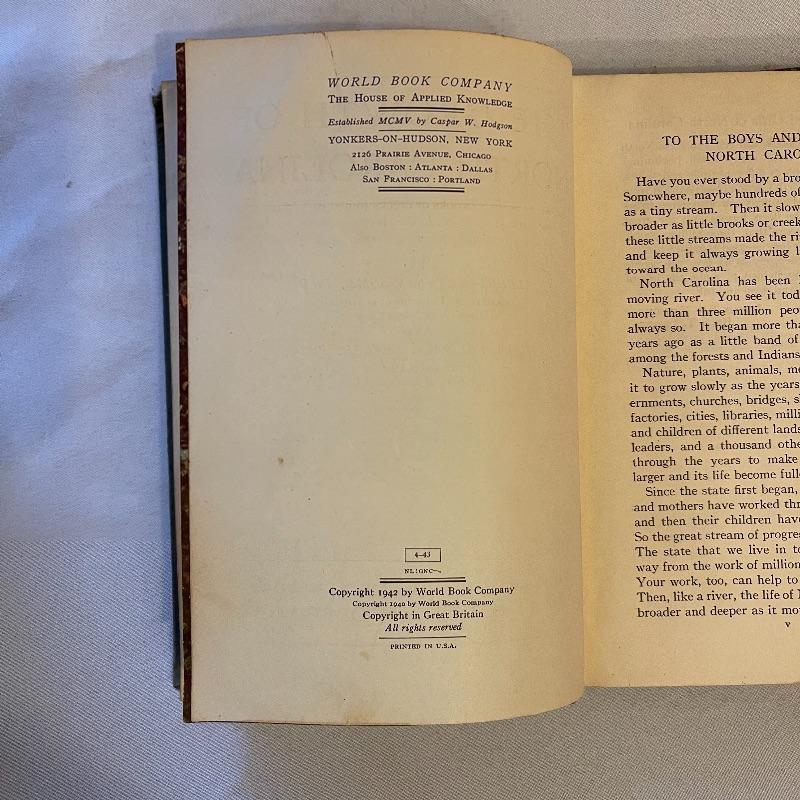 WORLD BOOK COMPANY
THE HOUSE OF APPLIED KNOWLEDGE
Established MCMV by Caspar W. Hodgson
YONKERS-ON-HUDSON, NEW YORK
2126 PRAIRIE AVENUE, CHICAGO
Also BOSTON : ATLANTA : DALLAS
SAN FRANCISCO : PORTLAND
4-43
Copyright 1942 by World Book Company
Copyright 1940 by World Book Company
Copyright in Great Britain
All rights reserved
PRINTED IN U.S.A.
TO THE BOYS AND
NORTH CARO
Have you ever stood by a bro
Somewhere, maybe hundreds of
as a tiny stream. Then it slow
broader as little brooks or creek
these little streams made the ri
and keep it always growing l
toward the ocean.
North Carolina has been l
moving river. You see it tod
more than three million peo
always so. It began more tha
years ago as a little band of
among the forests and Indians
Nature, plants, animals, me
it to grow slowly as the years
ernments, churches, bridges, s
factories, cities, libraries, milli
and children of different lands
leaders, and a thousand othe
through the years to make
larger and its life become full
Since the state first began,
and mothers have worked thr
and then their children hav
So the great stream of progre
The state that we live in to
way from the work of million
Your work, too, can help to
Then, like a river, the life of
broader and deeper as it mo
v